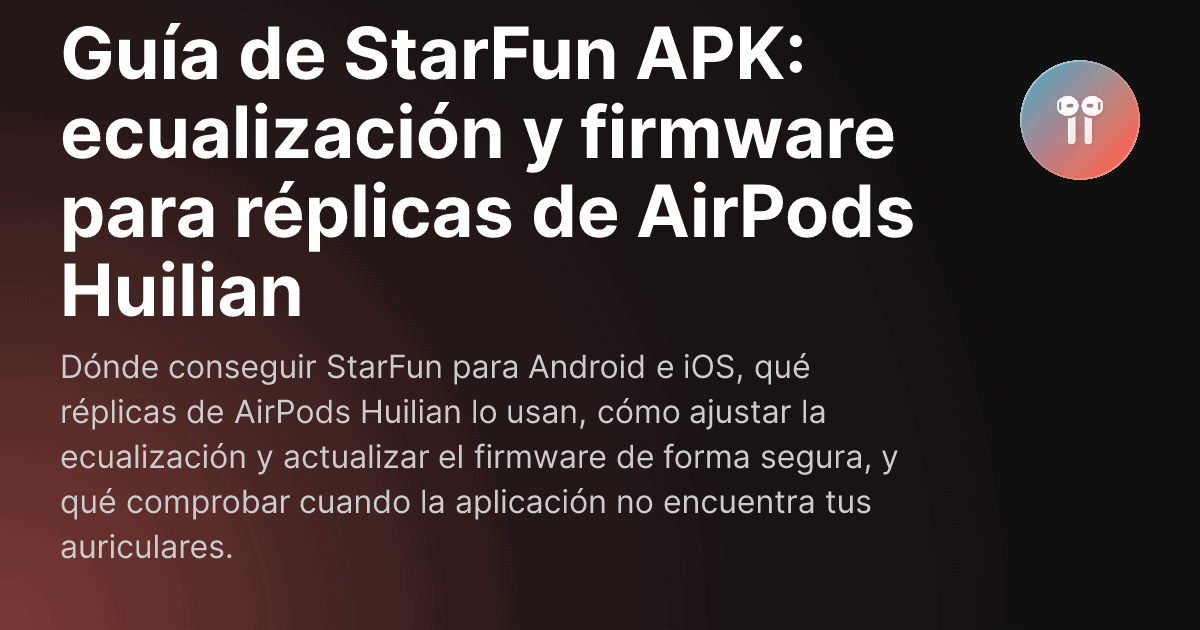 Guía de StarFun APK:
ecualización y firmware
para réplicas de AirPods
Huilian
Dónde conseguir StarFun para Android e iOS, qué
réplicas de AirPods Huilian lo usan, cómo ajustar la
ecualización y actualizar el firmware de forma segura, y
qué comprobar cuando la aplicación no encuentra tus
auriculares.